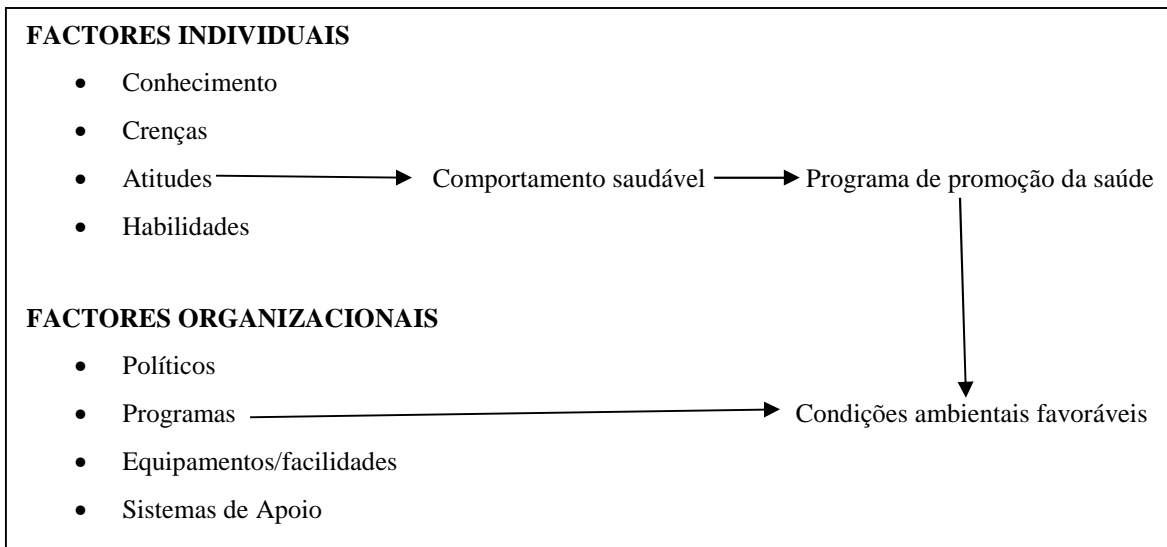 FACTORES INDIVIDUAIS
• Conhecimento
• Crenças
• Atitudes Comportamento saudável Programa de promoção da saúde
• Habilidades
FACTORES ORGANIZACIONAIS
• Políticos
• Programas Condições ambientais favoráveis
• Equipamentos/facilidades
• Sistemas de Apoio